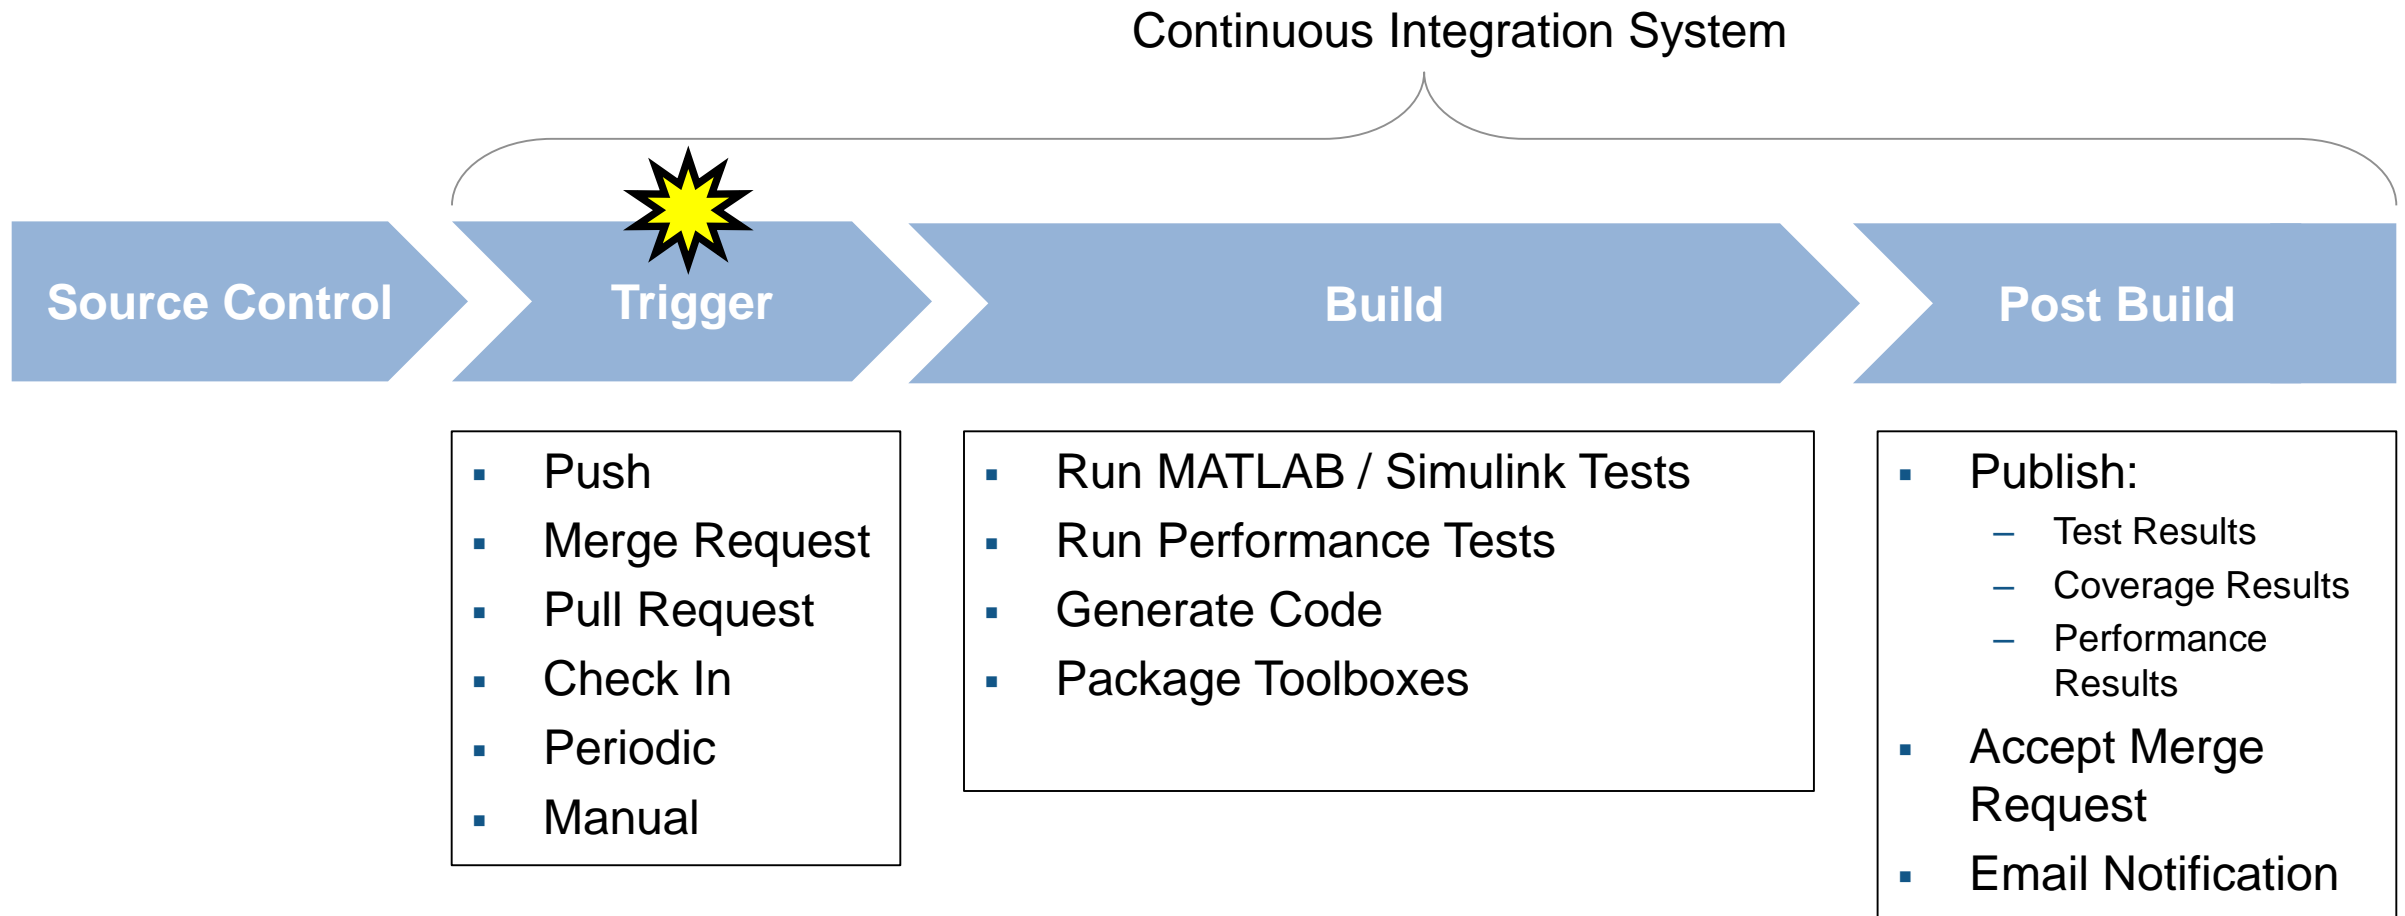 Continuous Integration System
Source Control
Trigger
Build
Post Build
▪ Push
▪ Merge Request
▪ Pull Request
▪ Check In
▪ Periodic
▪ Manual
▪ Run MATLAB / Simulink Tests
▪ Run Performance Tests
▪ Generate Code
▪ Package Toolboxes
▪ Publish:
– Test Results
– Coverage Results
– Performance
Results
▪ Accept Merge
Request
▪ Email Notification